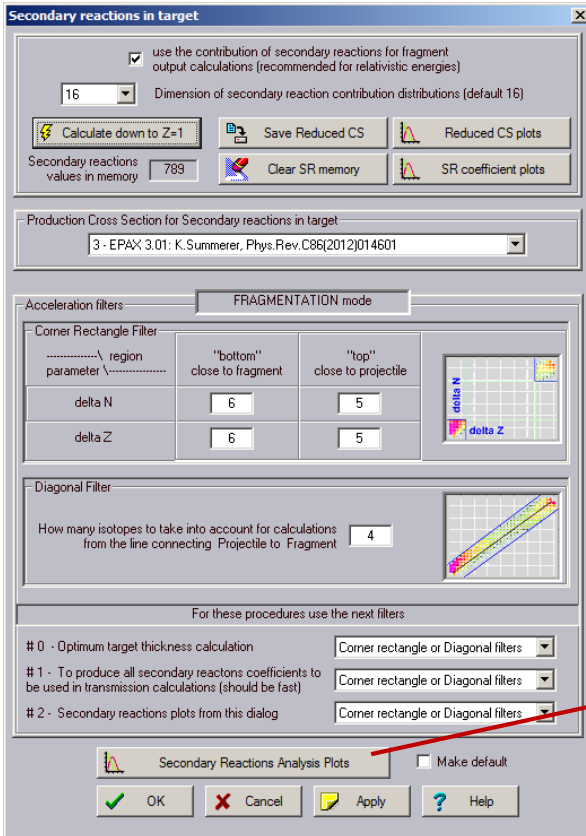 Secondary reactions in target
use the contribution of secondary reactions for fragment
output calculations (recommended for relativistic energies)
16
Dimension of secondary reaction contribution distributions (default 16)
Calculate down to Z=1
Save Reduced CS
Reduced CS plots
Secondary reactions
values in memory
789
Clear SR memory
SR coefficient plots
Production Cross Section for Secondary reactions in target
3 - EPAX 3.01: K.Summerer, Phys.Rev.C86(2012)014601
Acceleration filters
FRAGMENTATION mode
Corner Rectangle Filter
---------------\ region
parameter \-----------------
"bottom"
close to fragment
"top"
close to projectile
delta N
6
5
delta Z
6
5
delta N
delta Z
Diagonal Filter
How many isotopes to take into account for calculations
from the line connecting Projectile to Fragment
4
For these procedures use the next filters
# 0 - Optimum target thickness calculation
Corner rectangle or Diagonal filters
# 1 - To produce all secondary reactons coefficients to
be used in transmission calculations (should be fast)
Corner rectangle or Diagonal filters
# 2 - Secondary reactions plots from this dialog
Corner rectangle or Diagonal filters
Secondary Reactions Analysis Plots
Make default
OK
Cancel
Apply
Help